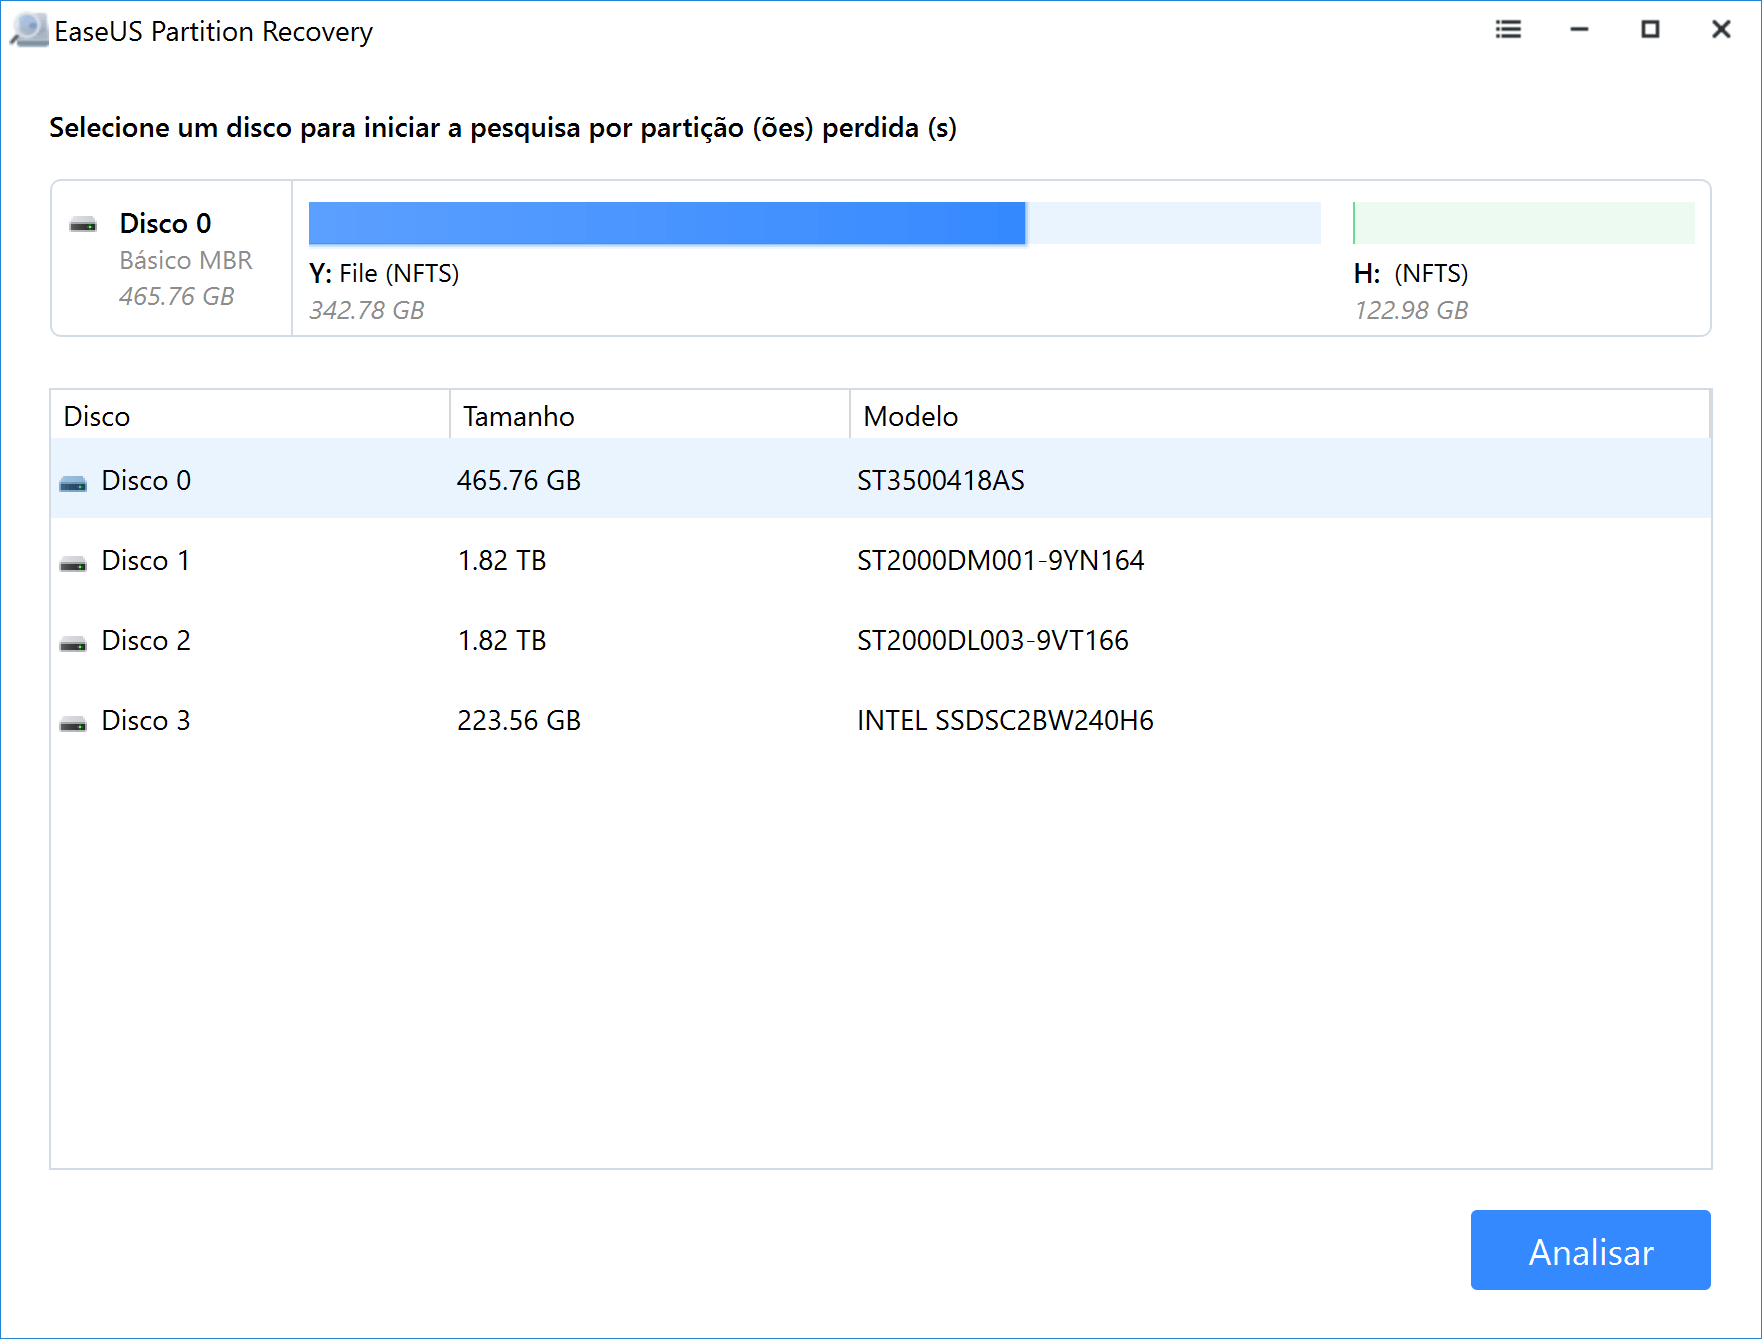 EaseUS Partition Recovery
Selecione um disco para iniciar a pesquisa por partição (ões) perdida (s)
Disco 0
Básico MBR
465.76 GB
Y: File (NFTS)
342.78 GB
H: (NFTS)
122.98 GB
Disco Tamanho Modelo
Disco 0 465.76 GB ST3500418AS
Disco 1 1.82 TB ST2000DM001-9YN164
Disco 2 1.82 TB ST2000DL003-9VT166
Disco 3 223.56 GB INTEL SSDSC2BW240H6
Analisar